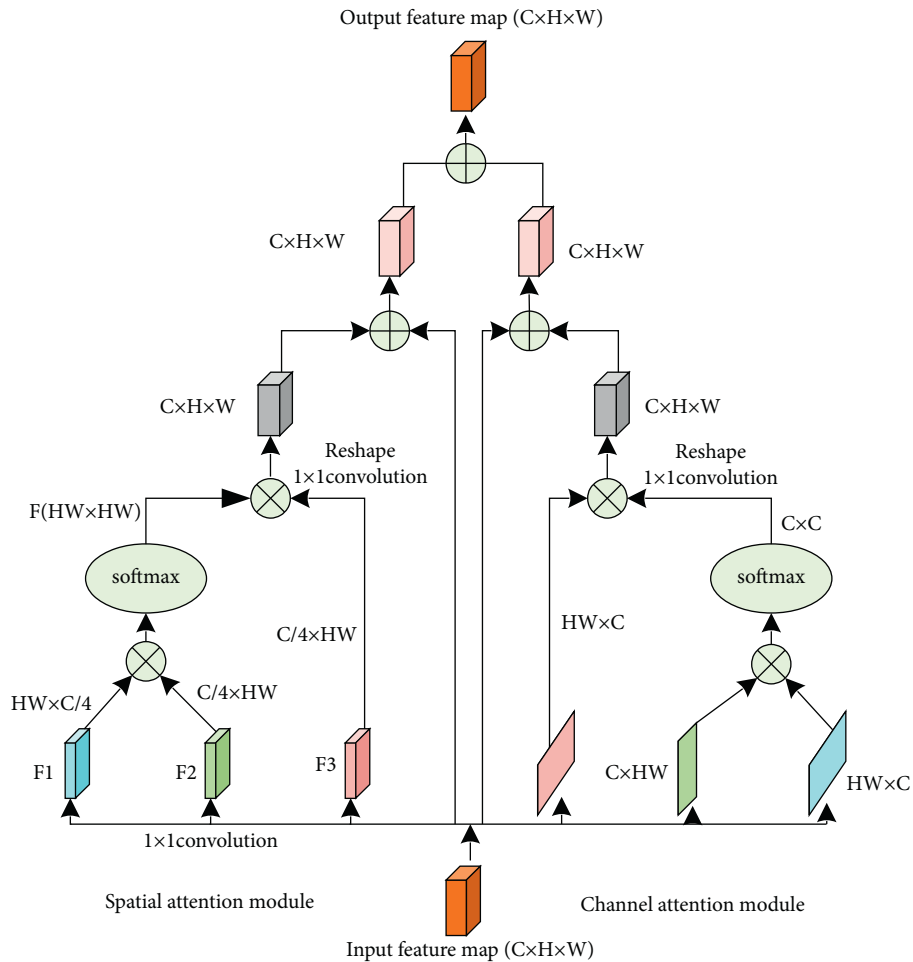 Output feature map (C×H×W)
C×H×W
C×H×W
C×H×W
C×H×W
Reshape
1×1convolution
Reshape
1×1convolution
F(HW×HW)
C×C
softmax
softmax
C/4×HW
HW×C
HW×C/4
C/4×HW
F1
F2
F3
C×HW
HW×C
1×1convolution
Spatial attention module
Channel attention module
Input feature map (C×H×W)